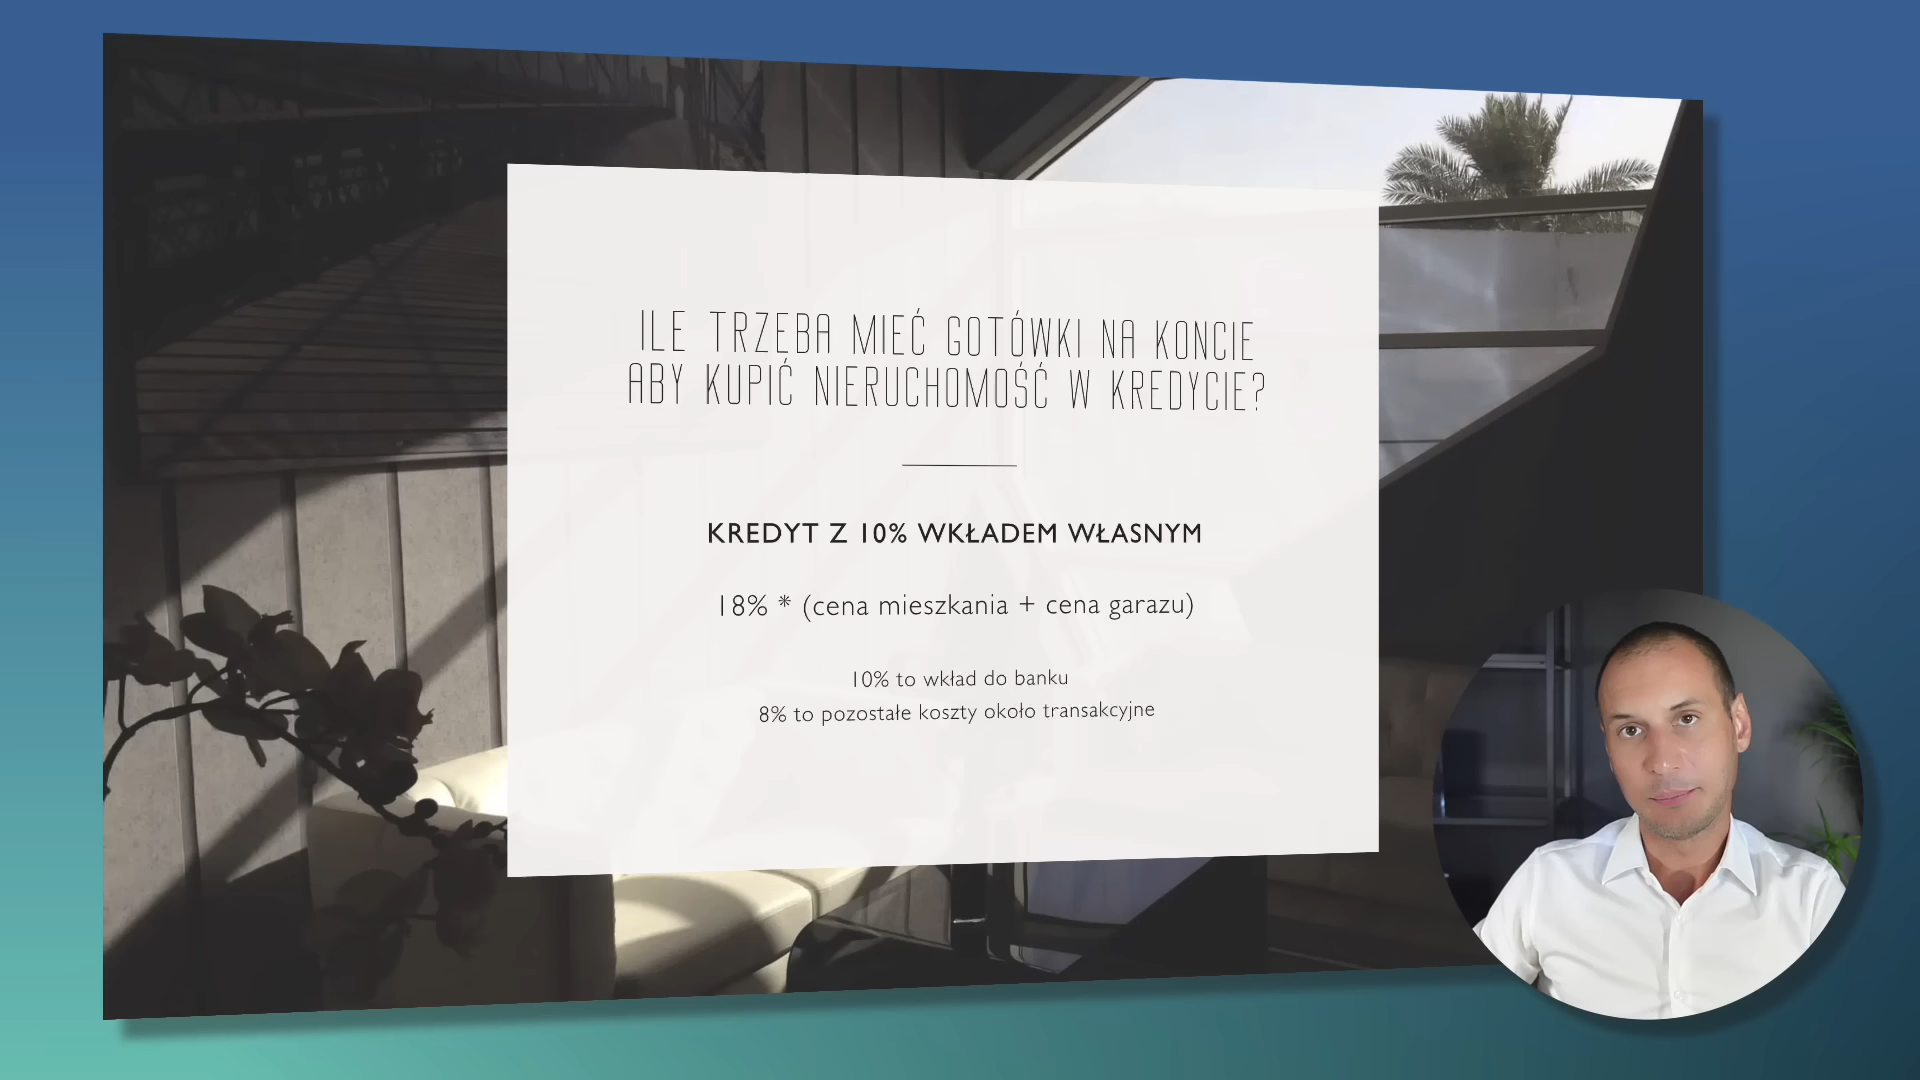 ILE TRZEBA MIEĆ GOTÓWKI NA KONCIE
ABY KUPIĆ NIERUCHOMOŚĆ W KREDYCIE?
KREDYT Z 10% WKŁADEM WŁASNYM
18% * (cena mieszkania + cena garazu)
10% to wkład do banku
8% to pozostałe koszty około transakcyjne